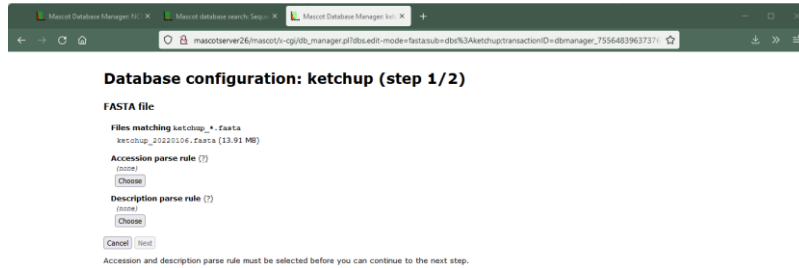 Mascot Database Manager: NCI
Mascot database search: Seque
Mascot Database Manager: ketc
mascotserver26/mascot/x-cgi/db_manager.pl?dbs.edit-mode=fasta:sub=dbs%3Aketchup:transactionID=dbmanager_7556483963737
Database configuration: ketchup (step 1/2)
FASTA file
Files matching ketchup_*.fasta
ketchup_20220106.fasta (13.91 MB)
Accession parse rule (?)
(none)
Choose
Description parse rule (?)
(none)
Choose
Cancel Next
Accession and description parse rule must be selected before you can continue to the next step.